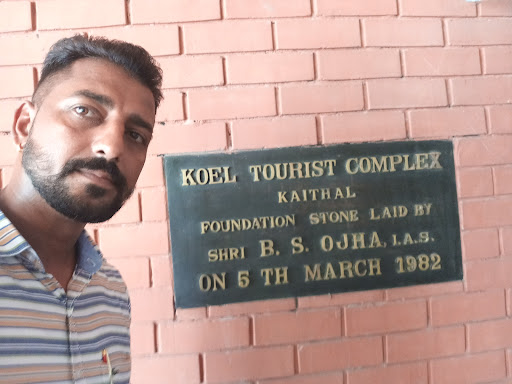 KOEL TOURIST COMPLEX
KAITHAL
FOUNDATION STONE LAID BY
SHRI B. S. OJHA, I.A.S.
ON 5 TH MARCH 1982